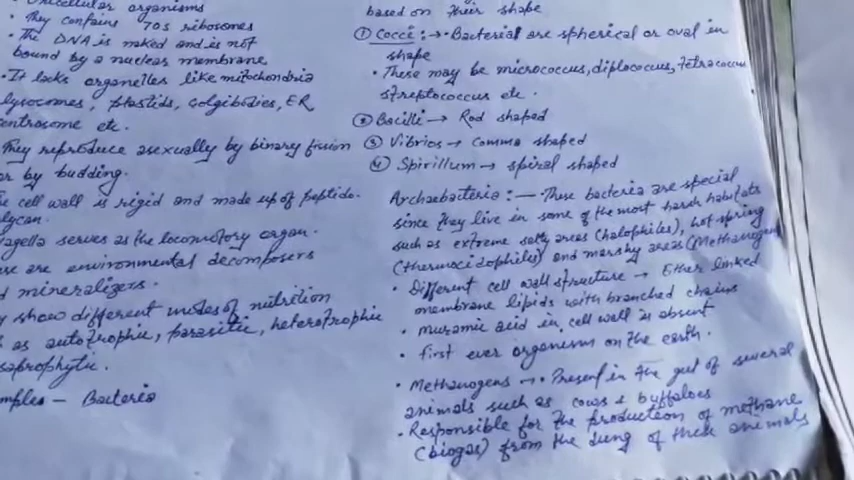 Unicellular organisms
• They contains 70s ribosomes
• The DNA is naked and is not
bound by a nuclear membrane
• It lacks organelles like mitochondria
lysocomes, plastids, golgibodies, ER
entrosome etc.
They reproduce asexually by binary fission
or by budding.
e cell wall is rigid and made up of peptido-
lycan.
agella serves as the locomotory organ.
se are environmental decomposers
d mineralizers.
y show different modes of nutrition
as autotrophic, parasitic, heterotrophic
saprophytic.
mples - Bacteria
based on their shape
① Cocci :→ • Bacterial are spherical or oval in
shape
• These may be micrococcus, diplococcus, tetracoccus
streptococcus etc.
② Bacilli → Rod shaped
③ Vibrios → Comma shaped
④ Spirillum → spiral shaped
Archaebacteria :— • These bacteria are special
since they live in some of the most harsh habitats
such as extreme salty areas (halophiles), hot spring
(thermoacidophiles) and marshy areas (Methanogens)
• Different cell wall structure → Ether linked
membrane lipids with branched chains
• muramic acid in cell wall is absent
• first ever organism on the earth.
• Methanogens → • Present in the gut of several
animals such as cows & buffaloes
• Responsible for the production of methane
(biogas) from the dung of these animals